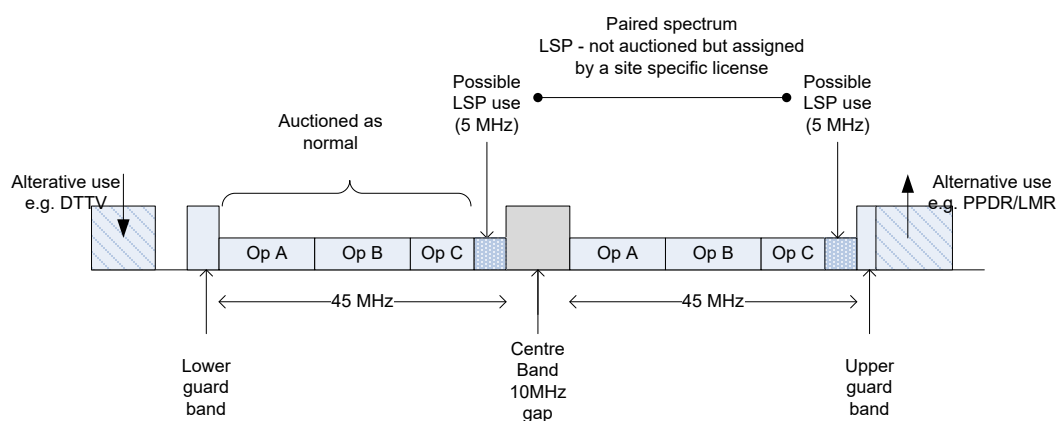 Paired spectrum
LSP - not auctioned but assigned
by a site specific license
Possible
LSP use
(5 MHz)
Possible
LSP use
(5 MHz)
Auctioned as
normal
Alterative use
e.g. DTTV
Alternative use
e.g. PPDR/LMR
Op A
Op B
Op C
Op A
Op B
Op C
45 MHz
45 MHz
Lower
guard
band
Centre
Band
10MHz
gap
Upper
guard
band